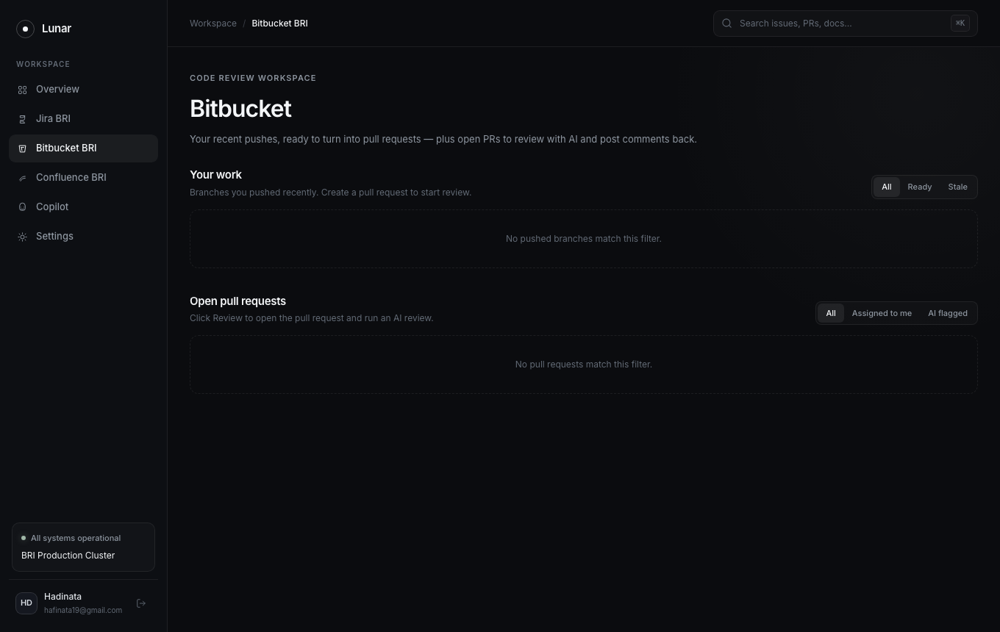 Lunar
WORKSPACE
Overview
Jira BRI
Bitbucket BRI
Confluence BRI
Copilot
Settings
All systems operational
BRI Production Cluster
HD
Hadinata
hafinata19@gmail.com
Workspace / Bitbucket BRI
Search issues, PRs, docs...
⌘K
CODE REVIEW WORKSPACE
Bitbucket
Your recent pushes, ready to turn into pull requests — plus open PRs to review with AI and post comments back.
Your work
Branches you pushed recently. Create a pull request to start review.
All Ready Stale
No pushed branches match this filter.
Open pull requests
Click Review to open the pull request and run an AI review.
All Assigned to me AI flagged
No pull requests match this filter.